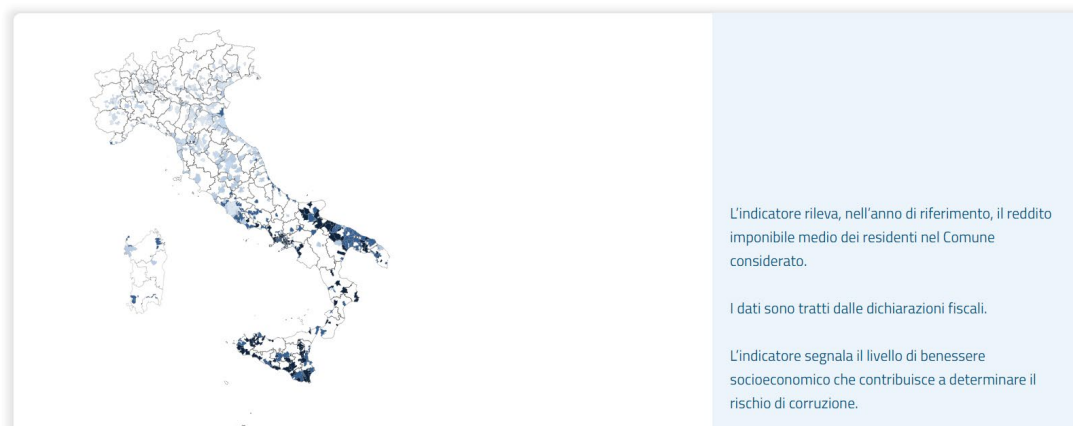 L'indicatore rileva, nell'anno di riferimento, il reddito
imponibile medio dei residenti nel Comune
considerato.
I dati sono tratti dalle dichiarazioni fiscali.
L'indicatore segnala il livello di benessere
socioeconomico che contribuisce a determinare il
rischio di corruzione.